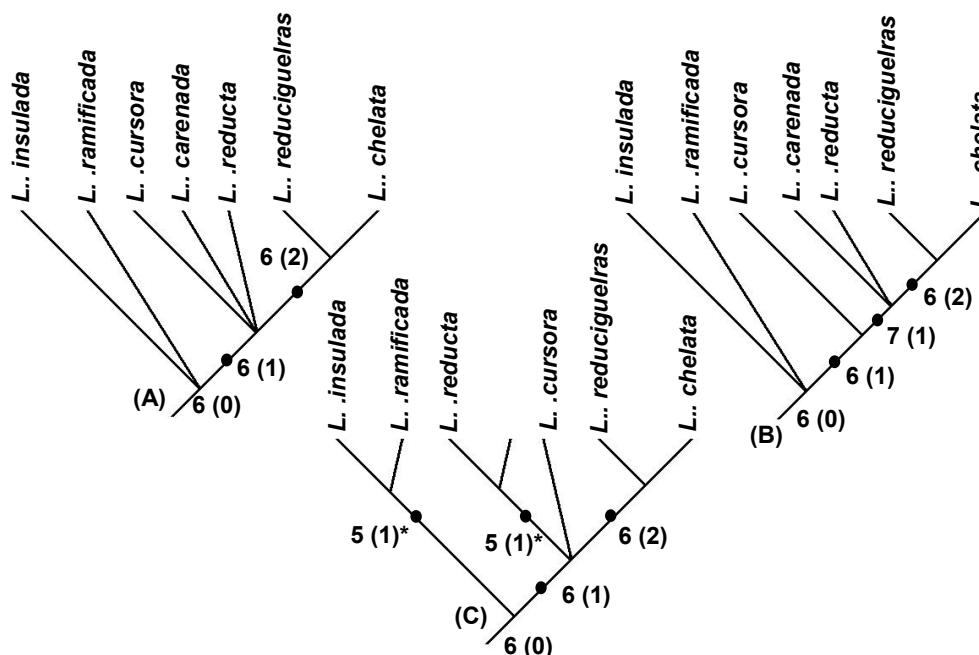 L.. insulada
L.. .ramificada
L.. .cursora
L.. carenada
L.. .reducta
L.. reduciguelras
L.. chelata
6 (2)
6 (1)
(A)
6 (0)
L. insulada
L. .ramificada
L. .cursora
L. .carenada
L. .reducta
L. .reduciguelras
L. .chelata
6 (2)
7 (1)
6 (1)
(B)
6 (0)
L. .insulada
L. .ramificada
L. .reducta
L. .cursora
L.. reduciguelras
L.. chelata
5 (1)*
5 (1)*
6 (2)
6 (1)
(C)
6 (0)